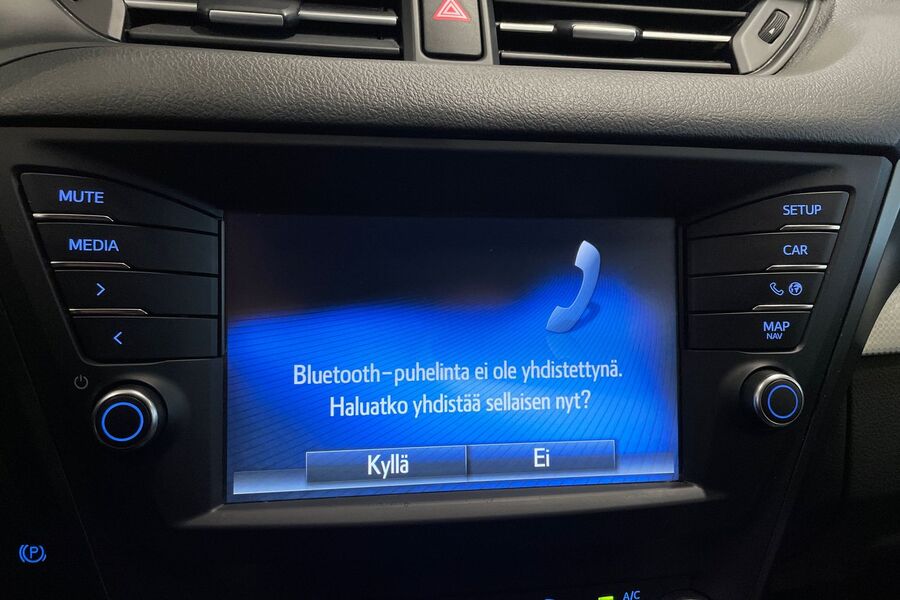 MUTE
MEDIA
SETUP
CAR
MAP
NAV
Bluetooth-puhelinta ei ole yhdistettynä.
Haluatko yhdistää sellaisen nyt?
Kyllä
Ei
P
A/C